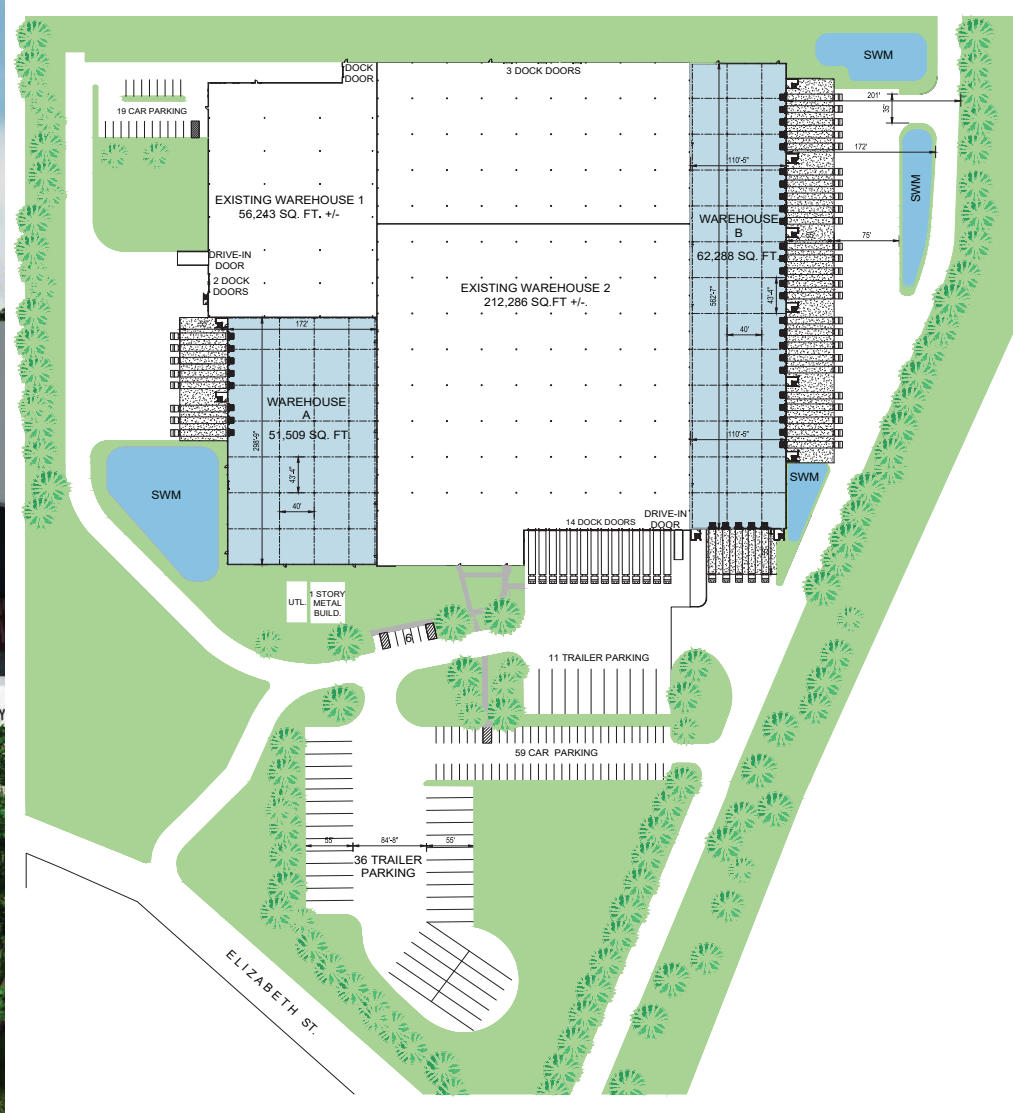 SWM
DOCK
DOOR
3 DOCK DOORS
201'
35'
19 CAR PARKING
172'
110'-5"
SWM
EXISTING WAREHOUSE 1
56,243 SQ. FT. +/-
WAREHOUSE
B
62,288 SQ. FT.
75'
DRIVE-IN
DOOR
2 DOCK
DOORS
EXISTING WAREHOUSE 2
212,286 SQ.FT +/-.
562'-7"
43'-4"
40'
172'
WAREHOUSE
A
51,509 SQ. FT.
298'-9"
43'-4"
40'
110'-5"
SWM
SWM
DRIVE-IN
DOOR
14 DOCK DOORS
UTL.
1 STORY
METAL
BUILD.
6
11 TRAILER PARKING
59 CAR PARKING
55'
84'-8"
55'
36 TRAILER
PARKING
ELIZABETH ST.